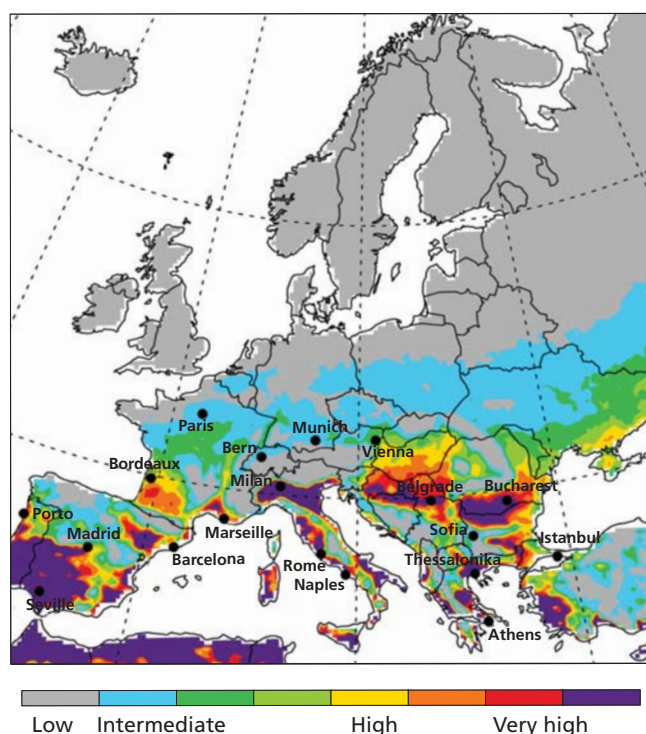 Paris
Munich
Bern
Vienna
Bordeaux
Milan
Belgrade
Bucharest
Porto
Madrid
Marseille
Sofia
Istanbul
Barcelona
Rome
Thessalonika
Naples
Seville
Athens
Low Intermediate High Very high